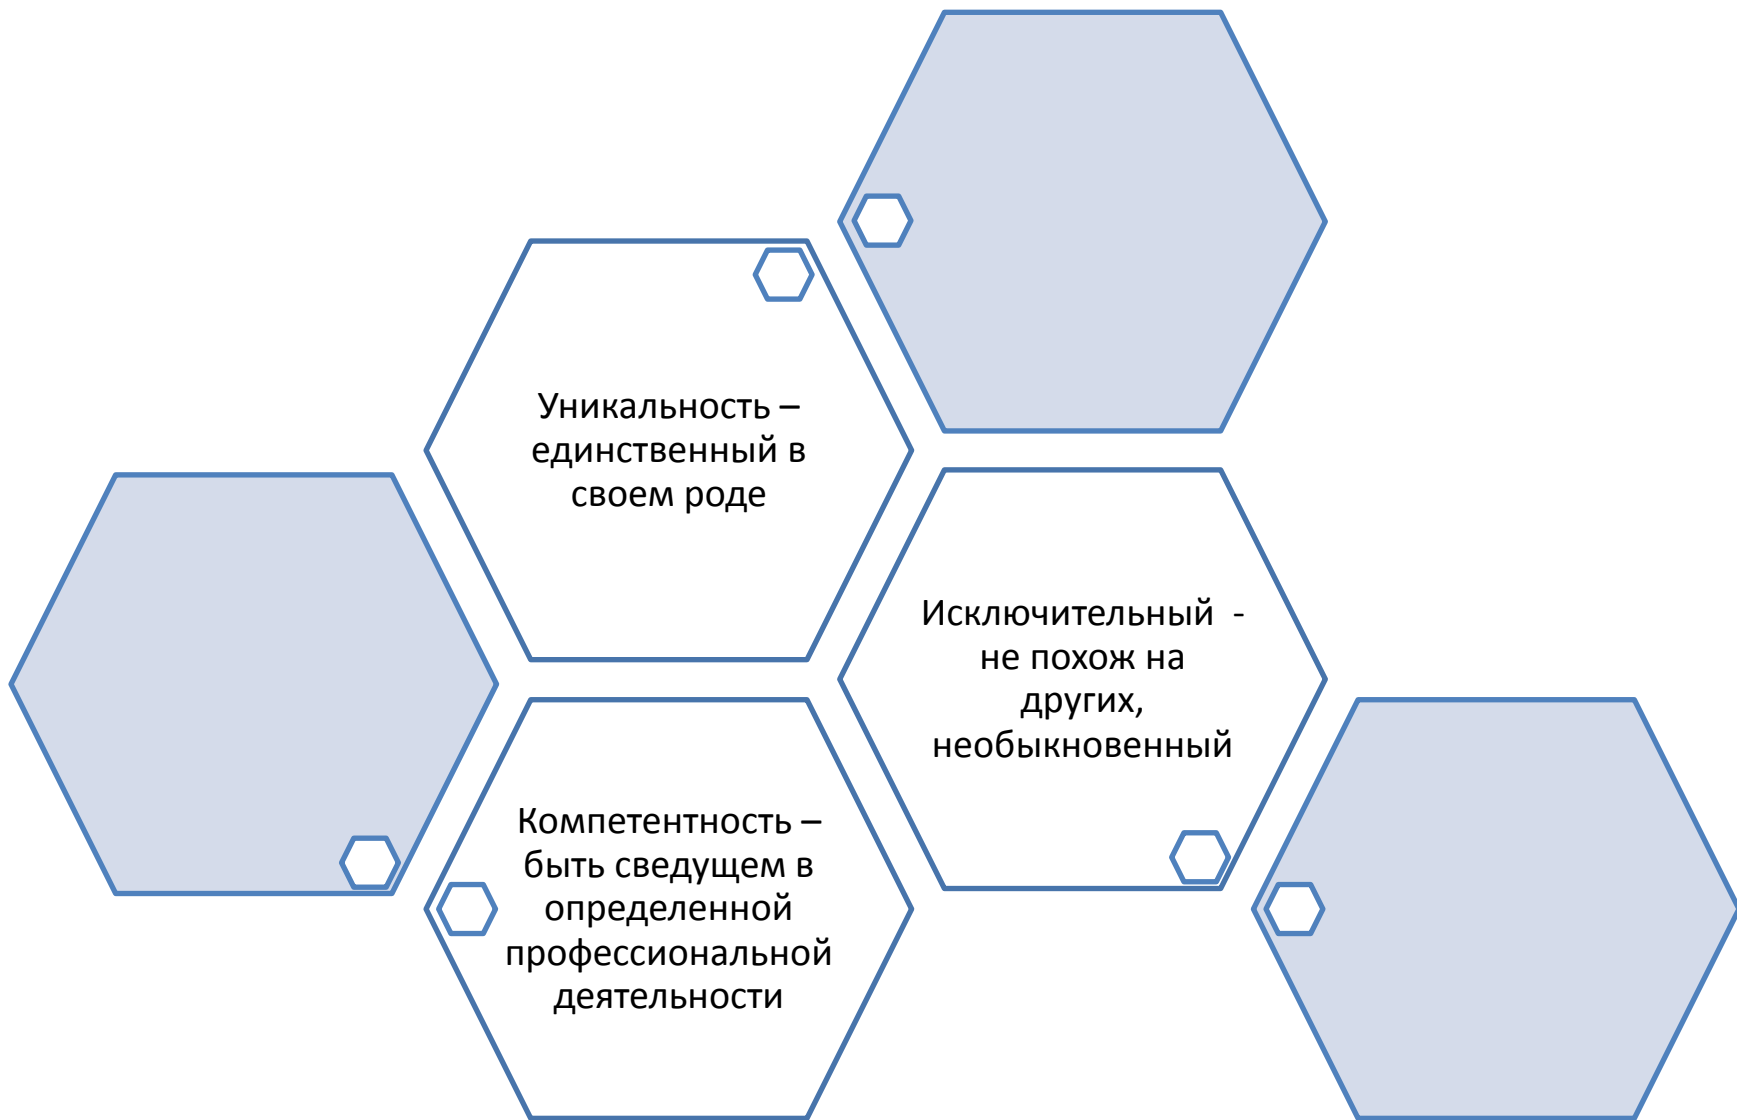 Уникальность –
единственный в
своем роде
Исключительный  -
не похож на
других,
необыкновенный
Компетентность –
быть сведущем в
определенной
профессиональной
деятельности